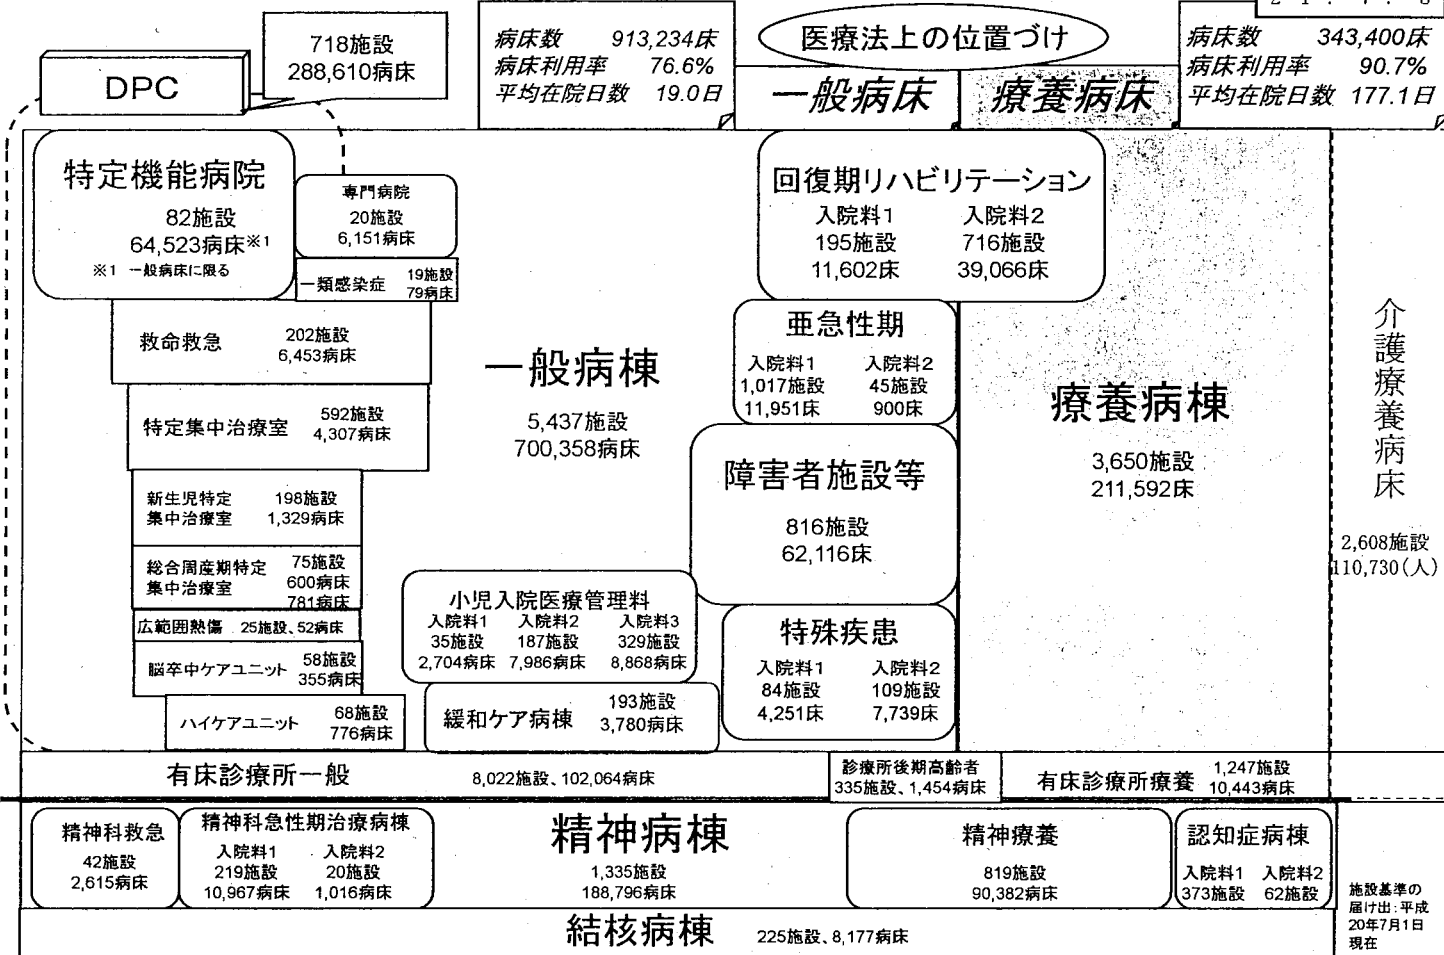 718施設
288,610病床
DPC
病床数 913,234床
病床利用率 76.6%
平均在院日数 19.0日
医療法上の位置づけ
一般病床
療養病床
病床数 343,400床
病床利用率 90.7%
平均在院日数 177.1日
特定機能病院
82施設
64,523病床※1
※1 一般病床に限る
専門病院
20施設
6,151病床
一類感染症
19施設
79病床
救命救急
202施設
6,453病床
特定集中治療室
592施設
4,307病床
新生児特定
集中治療室
198施設
1,329病床
総合周産期特定
集中治療室
75施設
600病床
781病床
広範囲熱傷 25施設、52病床
脳卒中ケアユニット
58施設
355病床
ハイケアユニット
68施設
776病床
一般病棟
5,437施設
700,358病床
小児入院医療管理料
入院料1 入院料2 入院料3
35施設 187施設 329施設
2,704病床 7,986病床 8,868病床
緩和ケア病棟
193施設
3,780病床
回復期リハビリテーション
入院料1 入院料2
195施設 716施設
11,602床 39,066床
亜急性期
入院料1 入院料2
1,017施設 45施設
11,951床 900床
障害者施設等
816施設
62,116床
特殊疾患
入院料1 入院料2
84施設 109施設
4,251床 7,739床
療養病棟
3,650施設
211,592床
介護療養病床
2,608施設
110,730(人)
有床診療所一般 8,022施設、102,064病床
診療所後期高齢者
335施設、1,454病床
有床診療所療養
1,247施設
10,443病床
精神科救急
42施設
2,615病床
精神科急性期治療病棟
入院料1 入院料2
219施設 20施設
10,967病床 1,016病床
精神病棟
1,335施設
188,796病床
精神療養
819施設
90,382病床
認知症病棟
入院料1 入院料2
373施設 62施設
結核病棟 225施設、8,177病床
施設基準の
届け出:平成
20年7月1日
現在